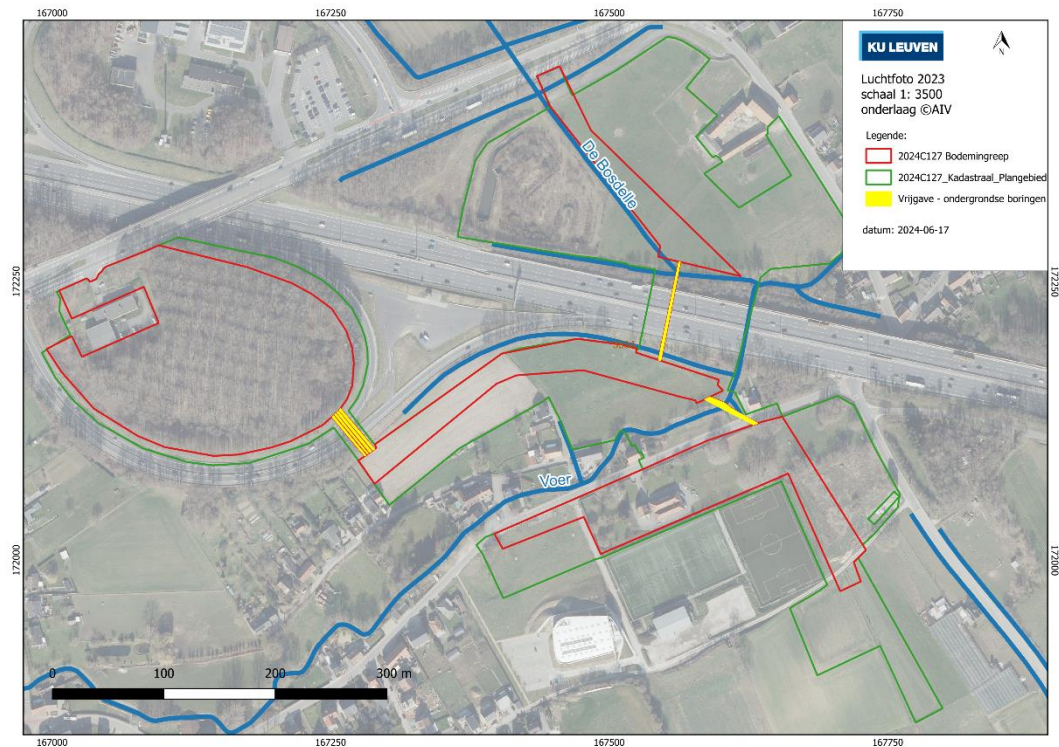 167000
167250
167500
167750
KU LEUVEN
Luchtfoto 2023
schaal 1: 3500
onderlaag ©AIV
Legende:
2024C127 Bodemingreep
2024C127_Kadastraal_Plangebied
Vrijgave - ondergrondse boringen
datum: 2024-06-17
De Bosdelle
172250
172250
Voer
172000
172000
0
100
200
300 m
167000
167250
167500
167750